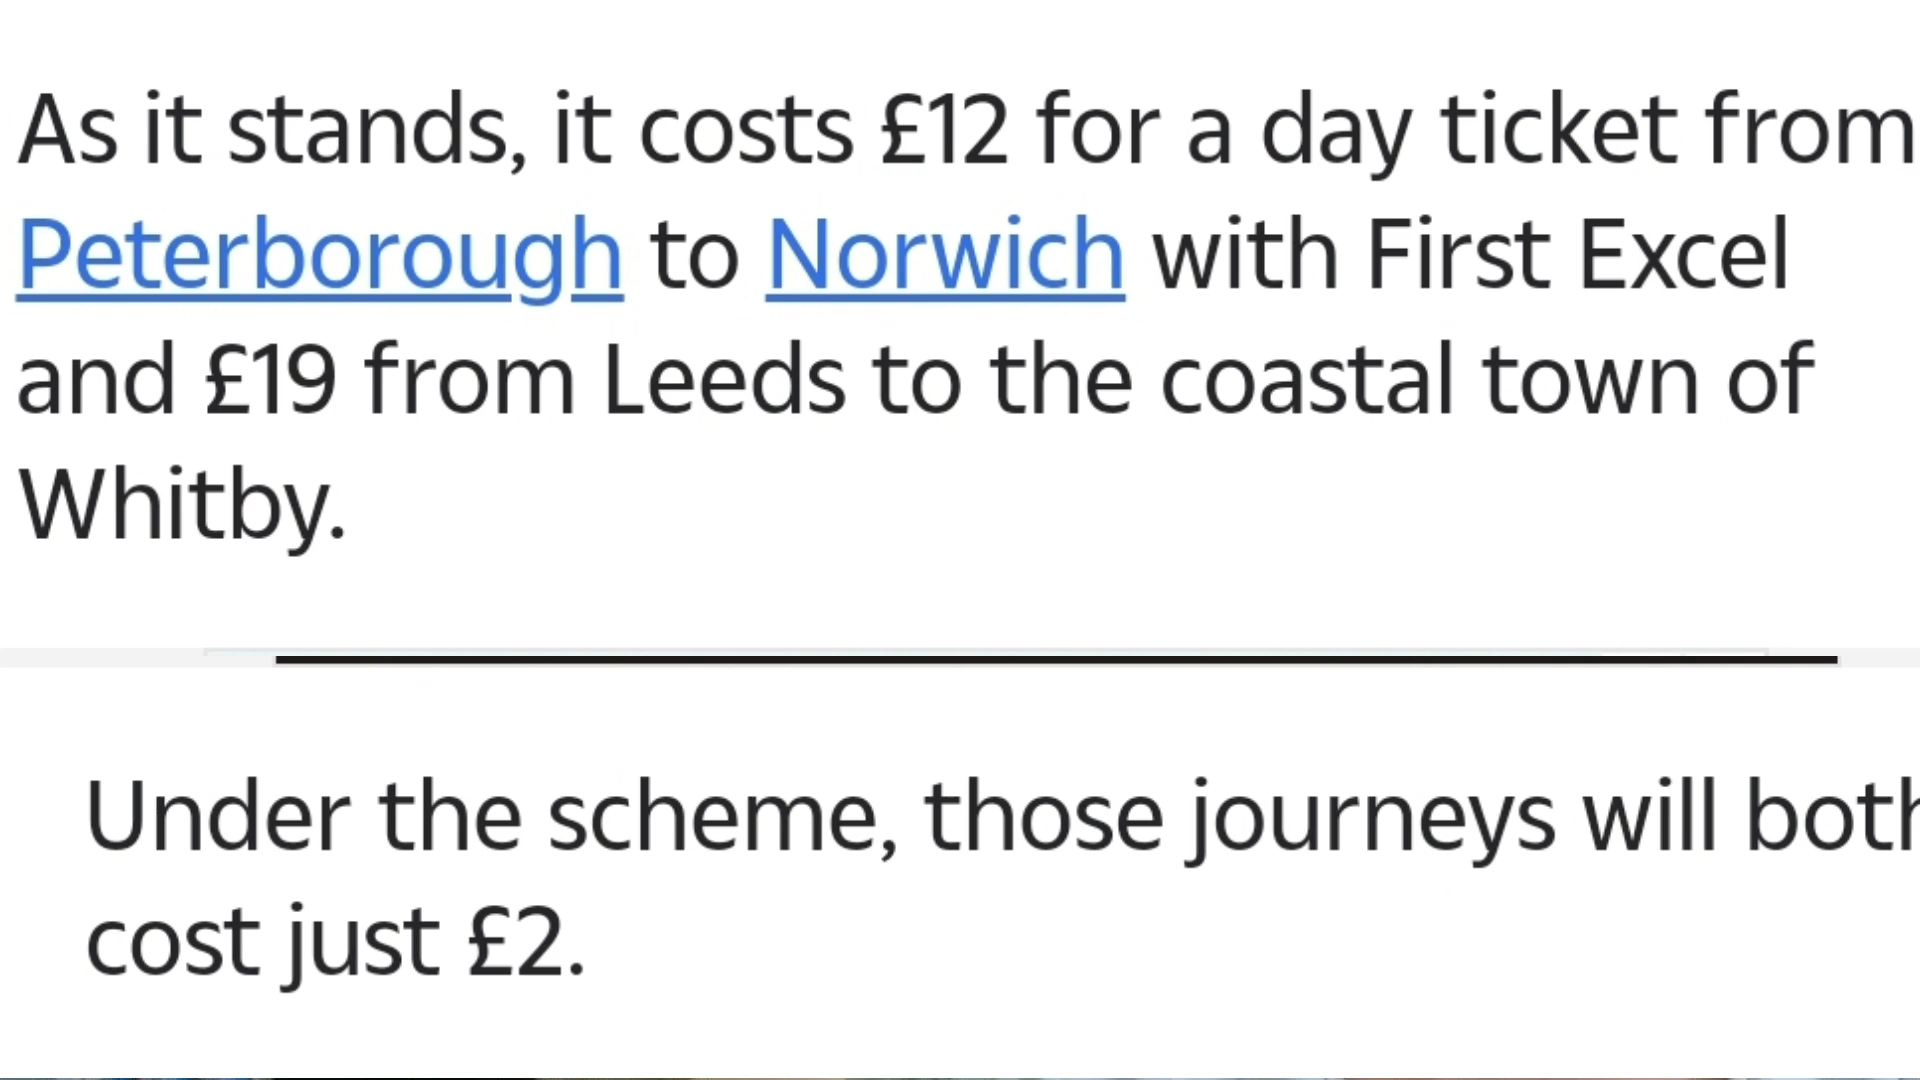 As it stands, it costs £12 for a day ticket from
Peterborough to Norwich with First Excel
and £19 from Leeds to the coastal town of
Whitby.
Under the scheme, those journeys will both
cost just £2.